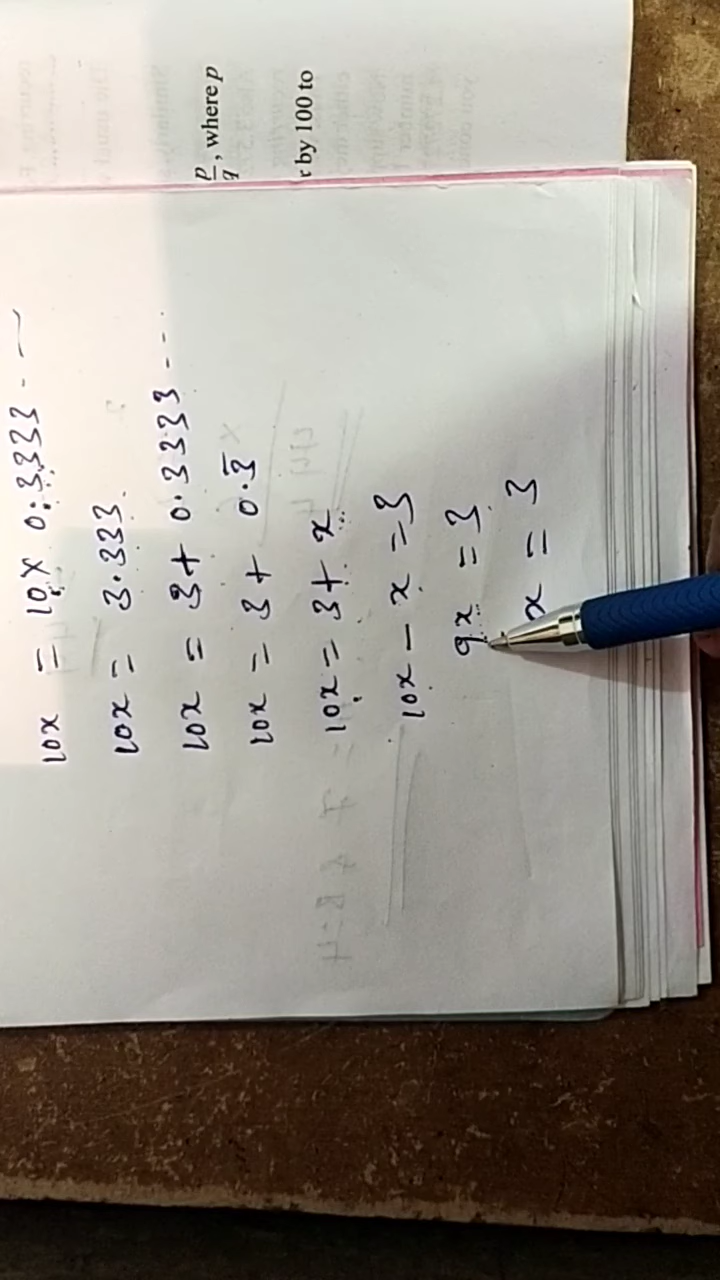 p/q, where p
r by 100 to
10x = 10x 0.3333 - —
10x = 3.333.
10x = 3+ 0.3333 - - .
10x = 3+ 0.3̅
10x = 3+ x
10x - x = 3
9x = 3
x = 3